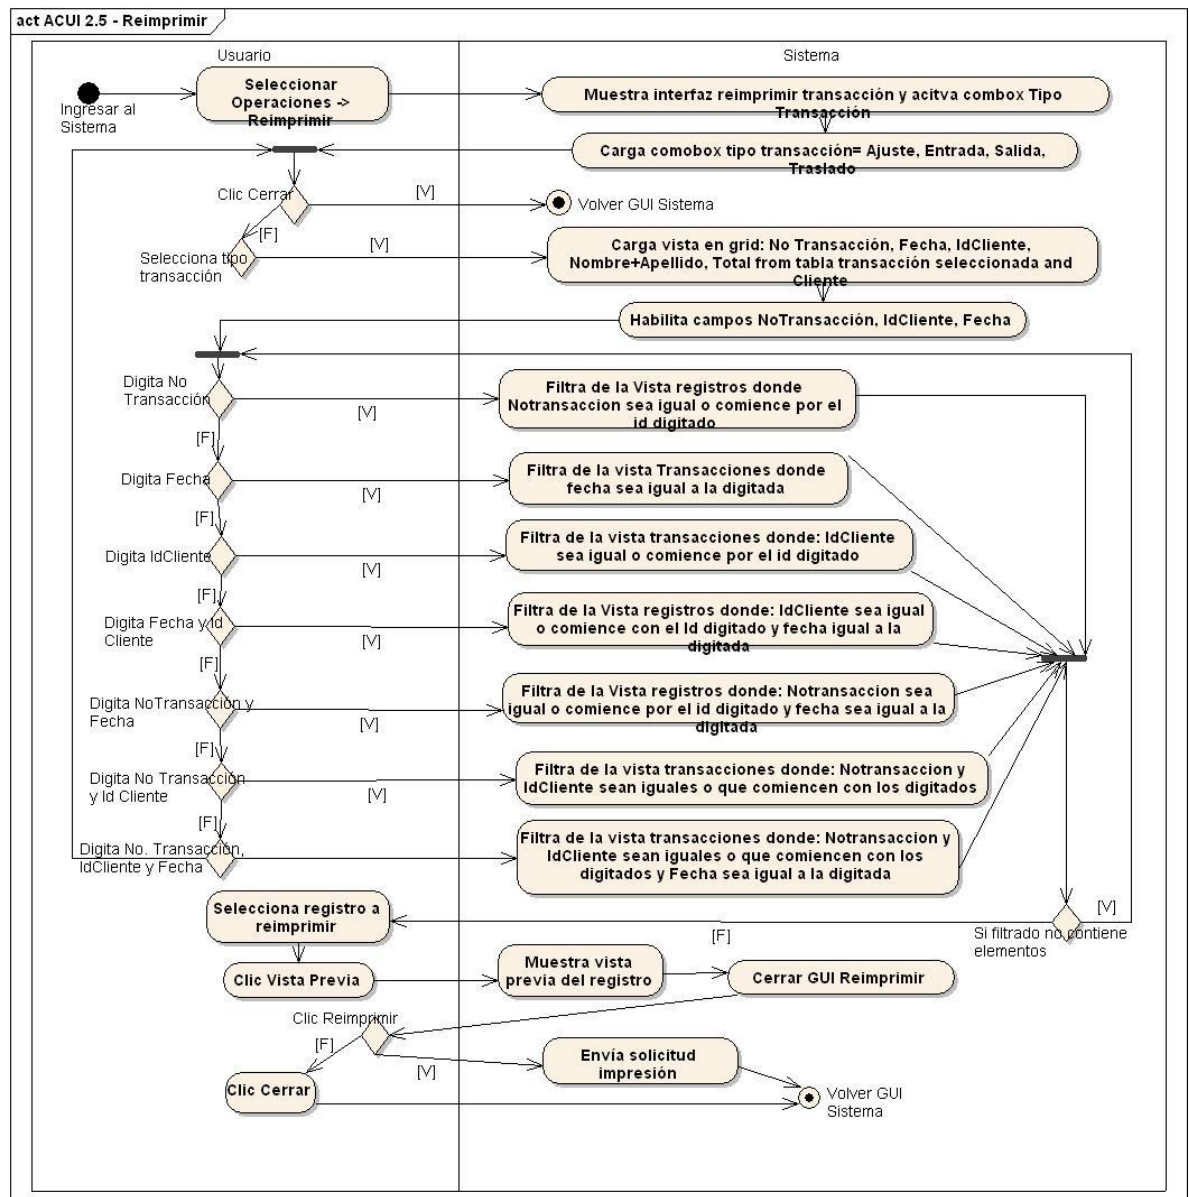 act ACUI 2.5 - Reimprimir
Usuario
Sistema
Ingresar al
Sistema
Seleccionar
Operaciones ->
Reimprimir
Muestra interfaz reimprimir transacción y acitva combox Tipo
Transacción
Carga comobox tipo transacción= Ajuste, Entrada, Salida,
Traslado
Clic Cerrar
[V]
Volver GUI Sistema
[F]
Selecciona tipo
transacción
[V]
Carga vista en grid: No Transacción, Fecha, IdCliente,
Nombre+Apellido, Total from tabla transacción seleccionada and
Cliente
Habilita campos NoTransacción, IdCliente, Fecha
Digita No
Transacción
[V]
Filtra de la Vista registros donde
Notransaccion sea igual o comience por el
id digitado
[F]
Digita Fecha
[V]
Filtra de la vista Transacciones donde
fecha sea igual a la digitada
[F]
Digita IdCliente
[V]
Filtra de la vista transacciones donde: IdCliente
sea igual o comience por el id digitado
[F]
Digita Fecha y Id
Cliente
[V]
Filtra de la Vista registros donde: IdCliente sea igual
o comience con el Id digitado y fecha igual a la
digitada
[F]
Digita NoTransacción y
Fecha
[V]
Filtra de la Vista registros donde: Notransaccion sea
igual o comience por el id digitado y fecha sea igual a la
digitada
[F]
Digita No Transacción
y Id Cliente
[V]
Filtra de la vista transacciones donde: Notransaccion y
IdCliente sean iguales o que comiencen con los digitados
[F]
Digita No. Transacción,
IdCliente y Fecha
Filtra de la vista transacciones donde: Notransaccion y
IdCliente sean iguales o que comiencen con los
digitados y Fecha sea igual a la digitada
Selecciona registro a
reimprimir
[F]
Si filtrado no contiene
elementos
[V]
Clic Vista Previa
Muestra vista
previa del registro
Cerrar GUI Reimprimir
Clic Reimprimir
[F]
[V]
Envía solicitud
impresión
Clic Cerrar
Volver GUI
Sistema